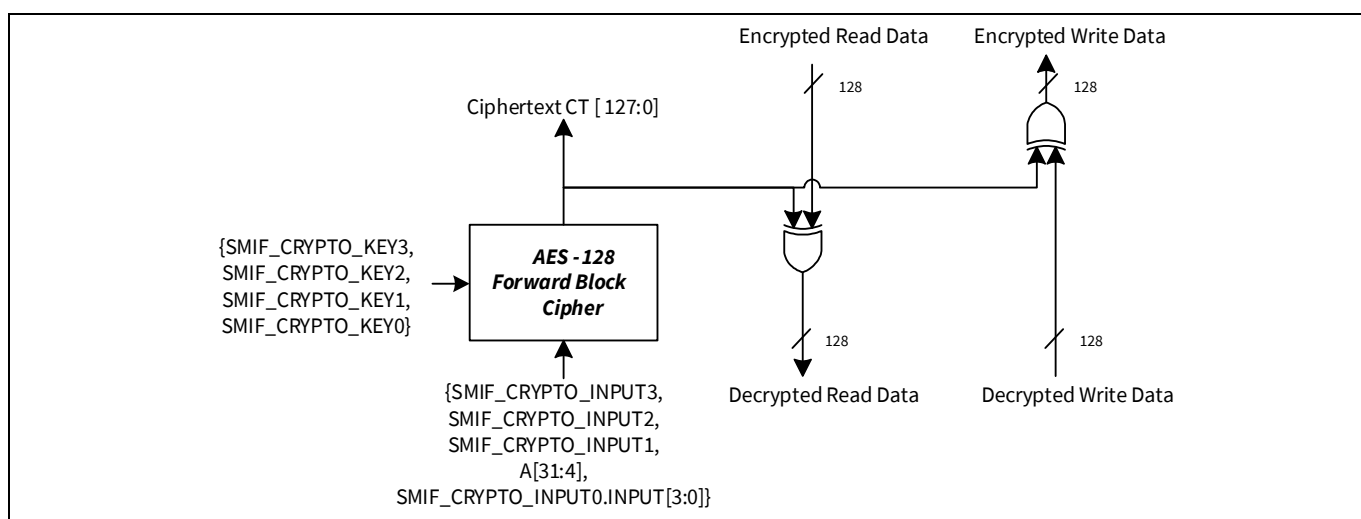 Encrypted Read Data
Encrypted Write Data
128
128
Ciphertext CT [ 127:0]
{SMIF_CRYPTO_KEY3,
SMIF_CRYPTO_KEY2,
SMIF_CRYPTO_KEY1,
SMIF_CRYPTO_KEY0}
AES - 128
Forward Block
Cipher
128
128
{SMIF_CRYPTO_INPUT3,
SMIF_CRYPTO_INPUT2,
SMIF_CRYPTO_INPUT1,
A[31:4],
SMIF_CRYPTO_INPUT0.INPUT[3:0]}
Decrypted Read Data
Decrypted Write Data